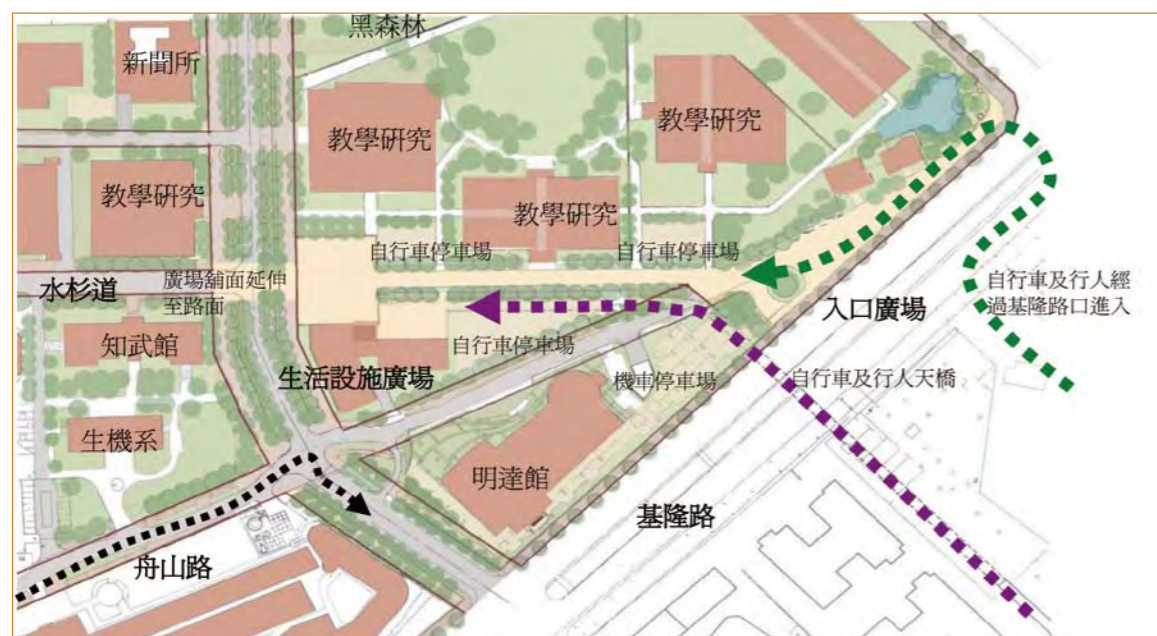 黑森林
新聞所
教學研究
教學研究
教學研究
教學研究
自行車停車場
自行車停車場
水杉道
廣場舖面延伸
至路面
入口廣場
自行車及行人經
過基隆路口進入
知武館
自行車停車場
生活設施廣場
機車停車場
自行車及行人天橋
生機系
明達館
基隆路
舟山路